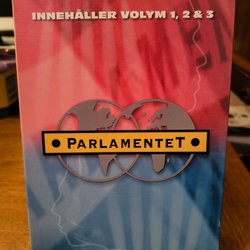 INNEHÅLLER VOLYM 1, 2 & 3
• PARLAMENTET •